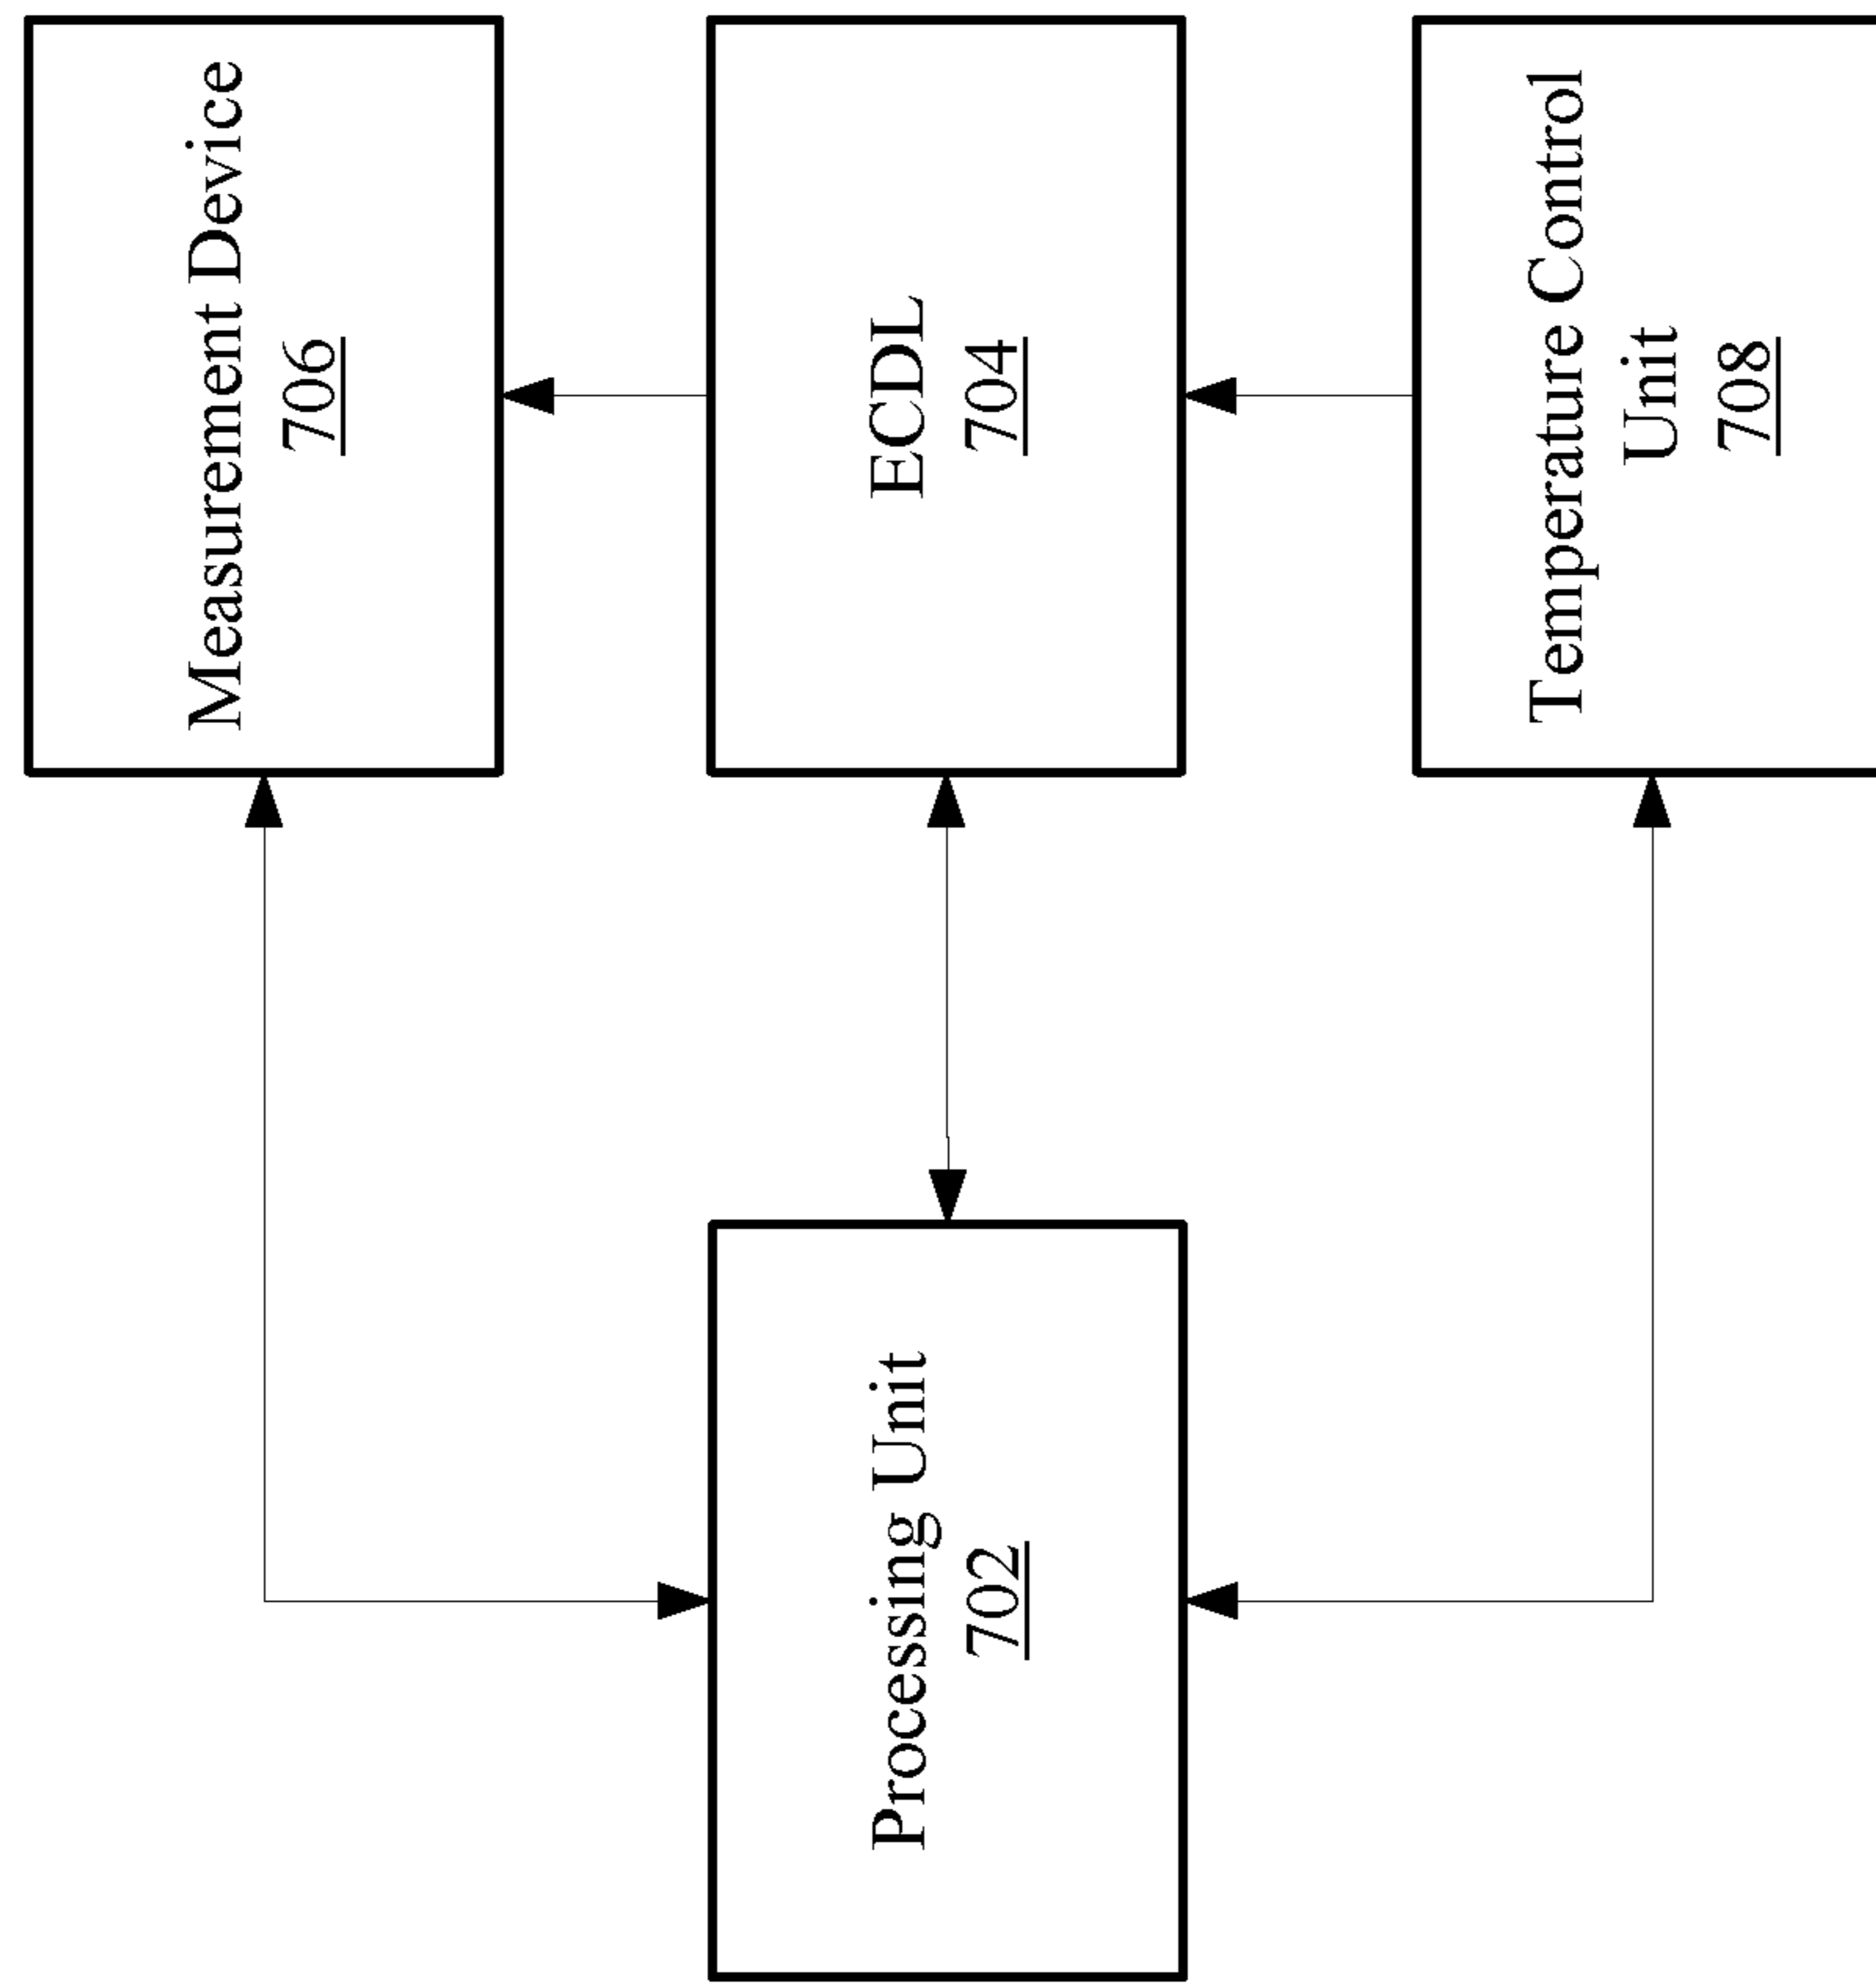 Measurement Device
706
ECDL
704
Temperature Control
Unit
708
Processing Unit
702